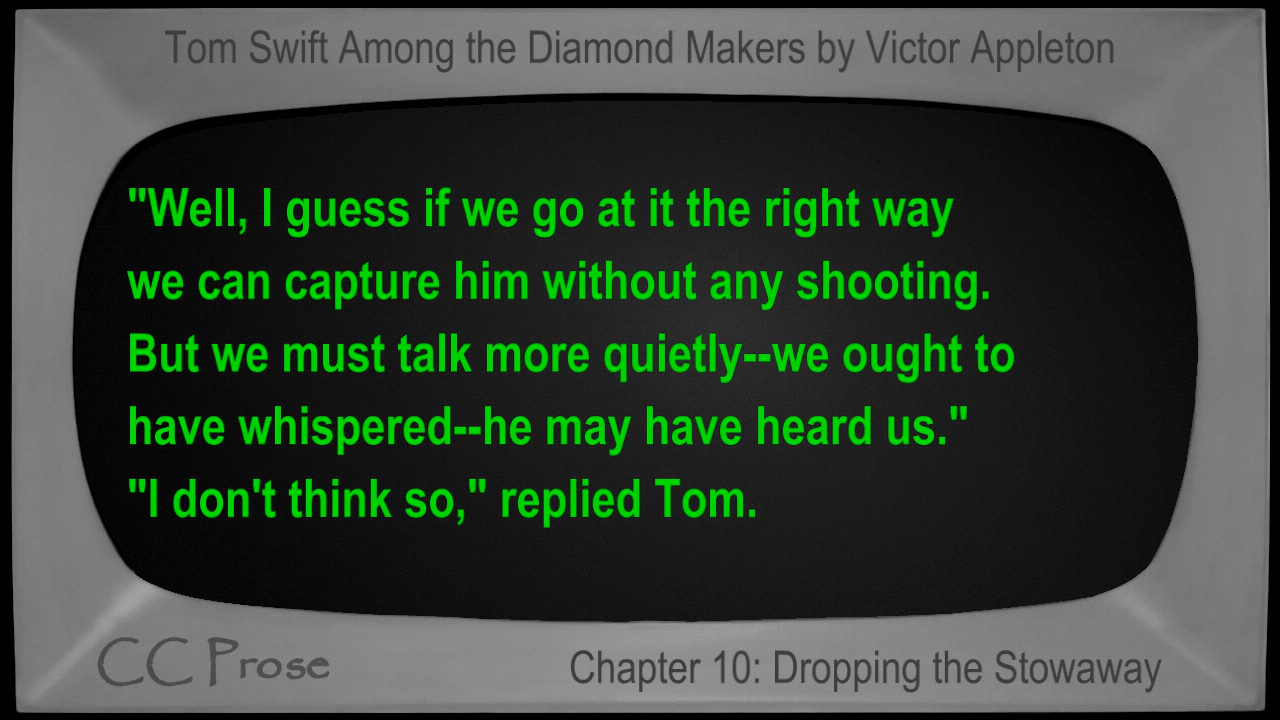 Tom Swift Among the Diamond Makers by Victor Appleton
"Well, I guess if we go at it the right way
we can capture him without any shooting.
But we must talk more quietly--we ought to
have whispered--he may have heard us."
"I don't think so," replied Tom.
CC Prose
Chapter 10: Dropping the Stowaway